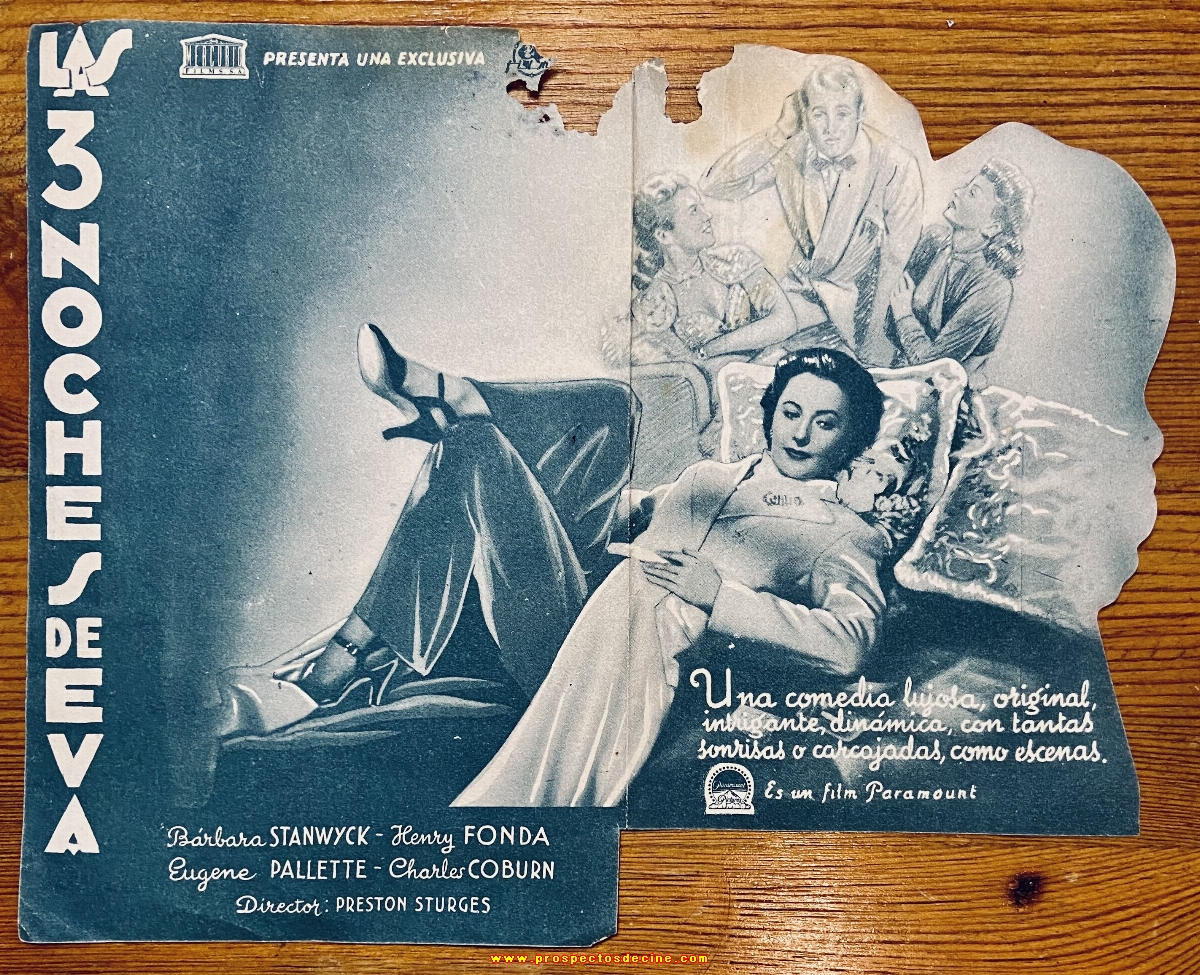 LAS 3 NOCHES DE EVA
MERCURIO
FILMS S.A.
PRESENTA UNA EXCLUSIVA
Una comedia lujosa, original,
intrigante, dinámica, con tantas
sonrisas o carcajadas, como escenas.
Paramount
Es un film Paramount
Bárbara STANWYCK - Henry FONDA
Eugene PALLETTE - Charles COBURN
Director: PRESTON STURGES
www.prospectosdecine.com